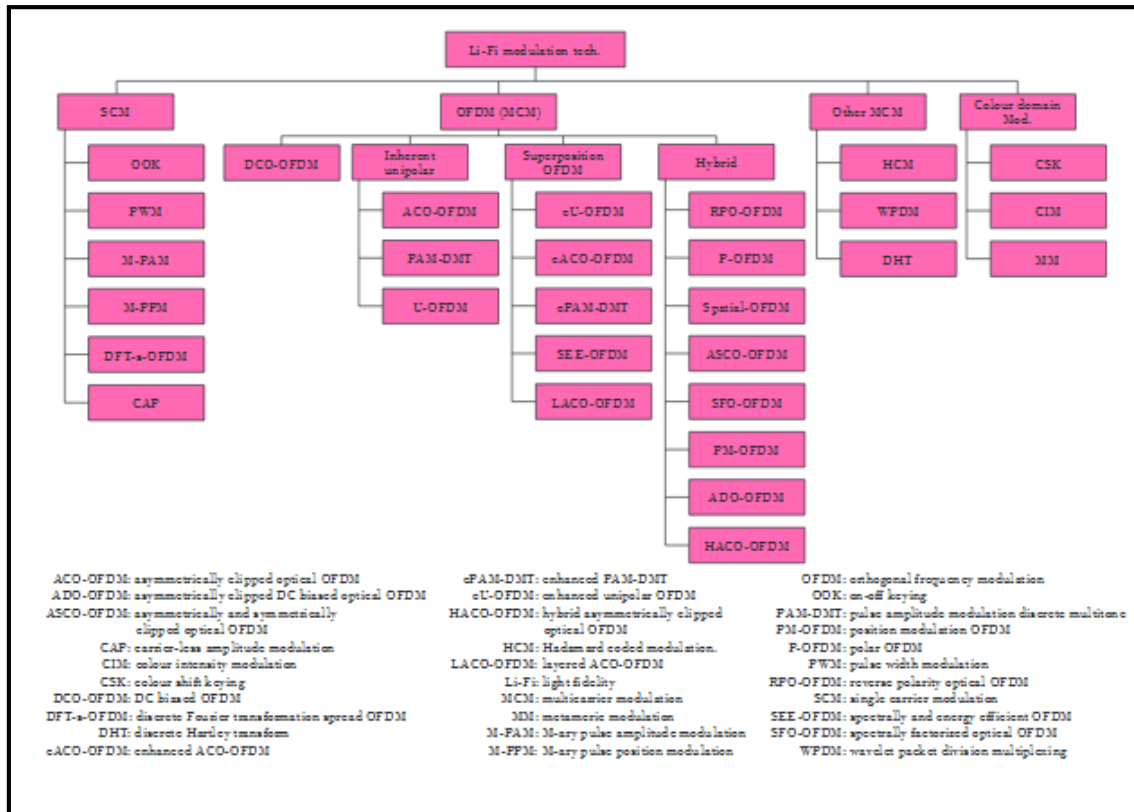 Li-Fi modulation tech.
SCM
OFDM (MCM)
Other MCM
Colour domain
Mod.
OOK
PWM
M-PAM
M-PPM
DFT-s-OFDM
CAP
DCO-OFDM
Inherent
unipolar
ACO-OFDM
PAM-DMT
U-OFDM
Superposition
OFDM
eU-OFDM
eACO-OFDM
ePAM-DMT
SEE-OFDM
LACO-OFDM
Hybrid
RPO-OFDM
P-OFDM
Spatial-OFDM
ASCO-OFDM
SFO-OFDM
PM-OFDM
ADO-OFDM
HACO-OFDM
HCM
WPDM
DHT
CSK
CIM
MM
ACO-OFDM: asymmetrically clipped optical OFDM
ADO-OFDM: asymmetrically clipped DC biased optical OFDM
ASCO-OFDM: asymmetrically and symmetrically
clipped optical OFDM
CAP: carrier-less amplitude modulation
CIM: colour intensity modulation
CSK: colour shift keying
DCO-OFDM: DC biased OFDM
DFT-s-OFDM: discrete Fourier transformation spread OFDM
DHT: discrete Hartley transform
eACO-OFDM: enhanced ACO-OFDM
ePAM-DMT: enhanced PAM-DMT
eU-OFDM: enhanced unipolar OFDM
HACO-OFDM: hybrid asymmetrically clipped
optical OFDM
HCM: Hadamard coded modulation.
LACO-OFDM: layered ACO-OFDM
Li-Fi: light fidelity
MCM: multicarrier modulation
MM: metameric modulation
M-PAM: M-ary pulse amplitude modulation
M-PPM: M-ary pulse position modulation
OFDM: orthogonal frequency modulation
OOK: on-off keying
PAM-DMT: pulse amplitude modulation discrete multitone
PM-OFDM: position modulation OFDM
P-OFDM: polar OFDM
PWM: pulse width modulation
RPO-OFDM: reverse polarity optical OFDM
SCM: single carrier modulation
SEE-OFDM: spectrally and energy efficient OFDM
SFO-OFDM: spectrally factorized optical OFDM
WPDM: wavelet packet division multiplexing